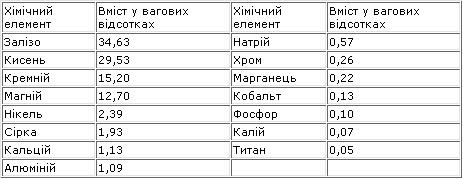 Хімічний елемент Вміст у вагових відсотках Хімічний елемент Вміст у вагових відсотках
Залізо 34,63 Натрій 0,57
Кисень 29,53 Хром 0,26
Кремній 15,20 Марганець 0,22
Магній 12,70 Кобальт 0,13
Нікель 2,39 Фосфор 0,10
Сірка 1,93 Калій 0,07
Кальцій 1,13 Титан 0,05
Алюміній 1,09